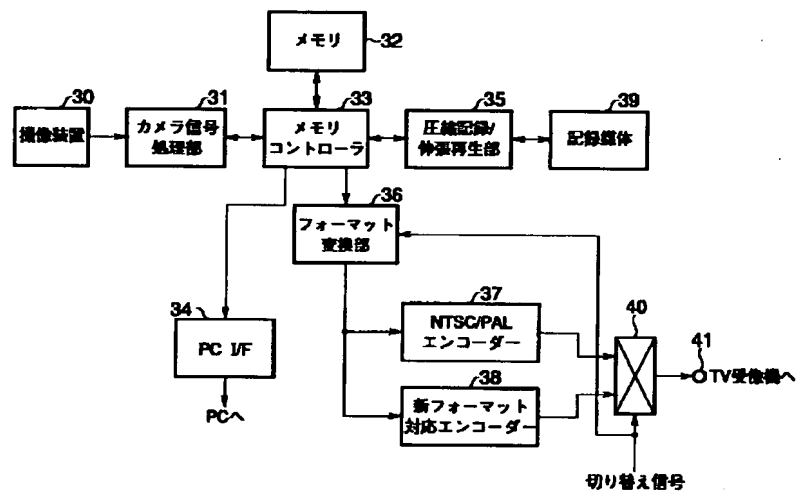 メモリ
32
30
撮像装置
31
カメラ信号
処理部
33
メモリ
コントローラ
35
圧縮記録/
伸張再生部
39
記録媒体
36
フォーマット
変換部
34
PC I/F
PCへ
37
NTSC/PAL
エンコーダー
38
新フォーマット
対応エンコーダー
40
41
TV受像機へ
切り替え信号